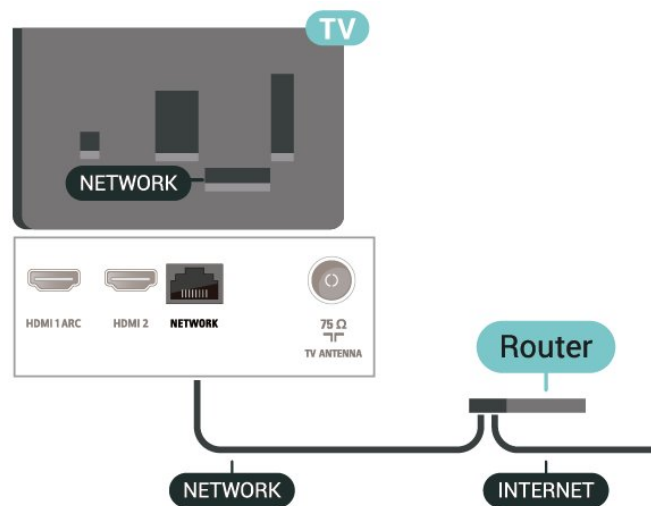 TV
NETWORK
HDMI 1 ARC
HDMI 2
NETWORK
75 Ω
TV ANTENNA
Router
NETWORK
INTERNET